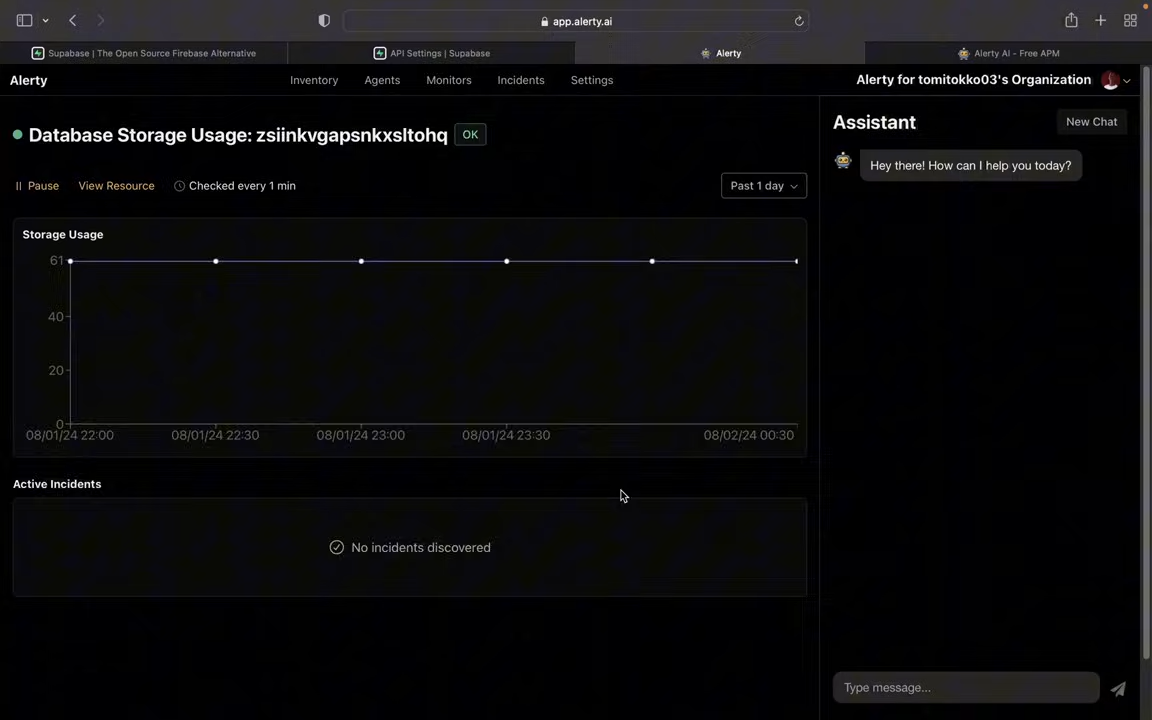 app.alerty.ai
Supabase | The Open Source Firebase Alternative
API Settings | Supabase
Alerty
Alerty AI - Free APM
Alerty
Inventory
Agents
Monitors
Incidents
Settings
Alerty for tomitokko03's Organization
Database Storage Usage: zsiinkvgapsnkxsltohq
OK
Pause
View Resource
Checked every 1 min
Past 1 day
Storage Usage
61
40
20
0
08/01/24 22:00
08/01/24 22:30
08/01/24 23:00
08/01/24 23:30
08/02/24 00:30
Active Incidents
No incidents discovered
Assistant
New Chat
Hey there! How can I help you today?
Type message...